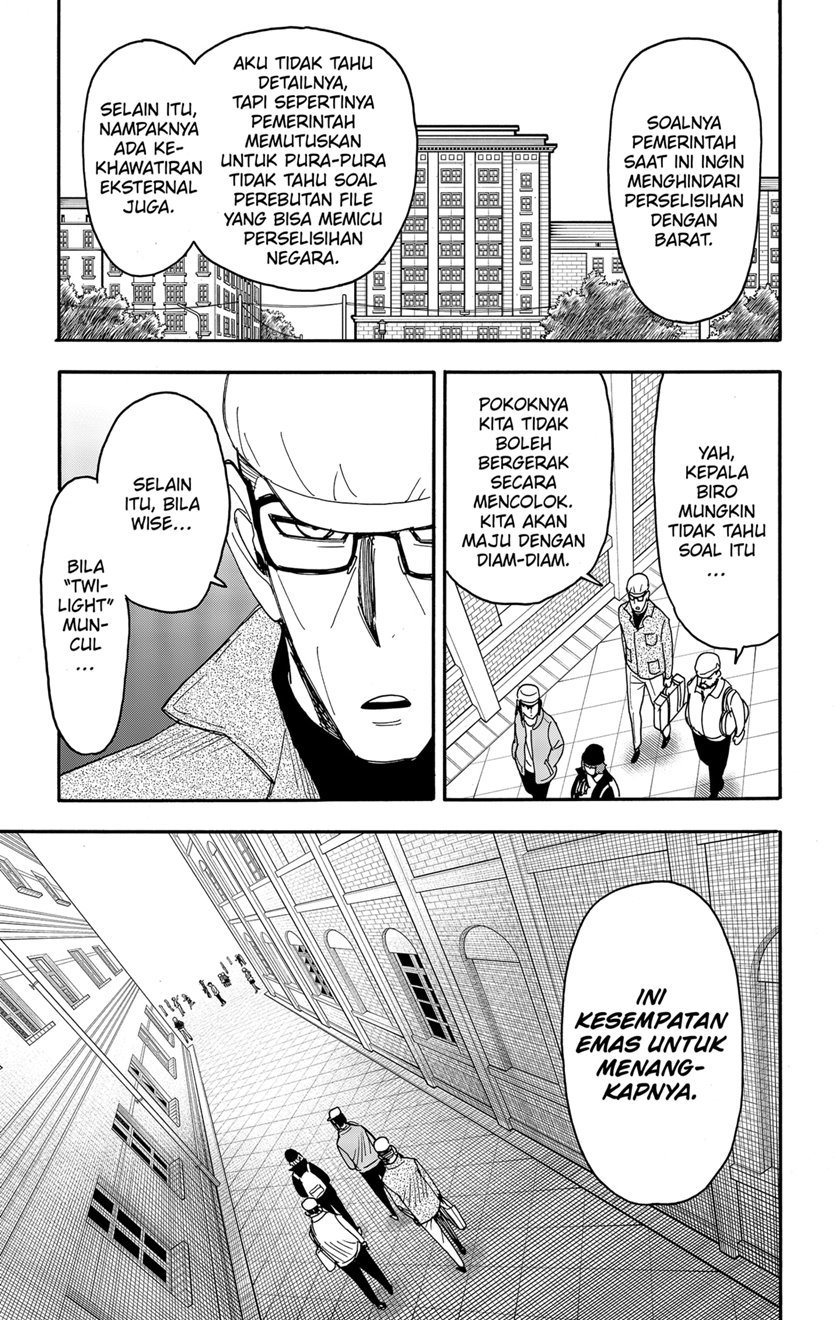 SOALNYA
PEMERINTAH
SAAT INI INGIN
MENGHINDARI
PERSELISIHAN
DENGAN
BARAT.
AKU TIDAK TAHU
DETAILNYA,
TAPI SEPERTINYA
PEMERINTAH
MEMUTUSKAN
UNTUK PURA-PURA
TIDAK TAHU SOAL
PEREBUTAN FILE
YANG BISA MEMICU
PERSELISIHAN
NEGARA.
SELAIN ITU,
NAMPAKNYA
ADA KE-
KHAWATIRAN
EKSTERNAL
JUGA.
YAH,
KEPALA
BIRO
MUNGKIN
TIDAK TAHU
SOAL ITU
...
POKOKNYA
KITA TIDAK
BOLEH
BERGERAK
SECARA
MENCOLOK.
KITA AKAN
MAJU DENGAN
DIAM-DIAM.
SELAIN
ITU, BILA
WISE...
BILA
"TWI-
LIGHT"
MUN-
CUL
...
INI
KESEMPATAN
EMAS UNTUK
MENANG-
KAPNYA.